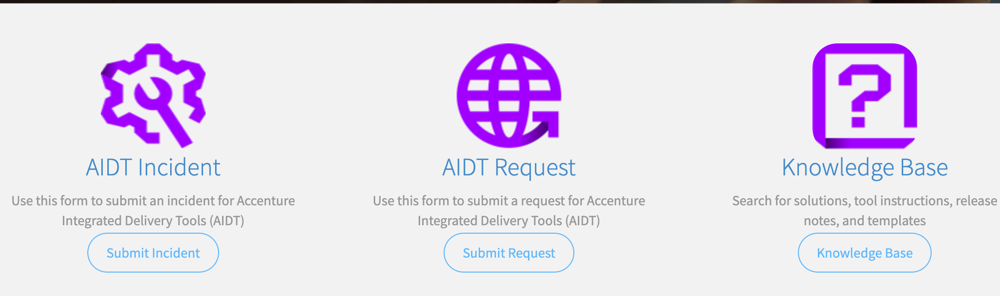 AIDT Incident
Use this form to submit an incident for Accenture
Integrated Delivery Tools (AIDT)
Submit Incident
AIDT Request
Use this form to submit a request for Accenture
Integrated Delivery Tools (AIDT)
Submit Request
Knowledge Base
Search for solutions, tool instructions, release
notes, and templates
Knowledge Base